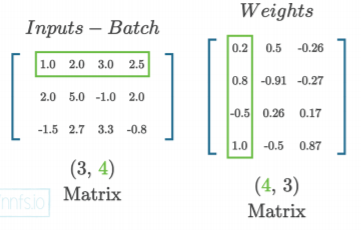 Inputs − Batch
1.0 2.0 3.0 2.5
2.0 5.0 -1.0 2.0
-1.5 2.7 3.3 -0.8
(3, 4)
Matrix
nnfs.io
Weights
0.2 0.5 -0.26
0.8 -0.91 -0.27
-0.5 0.26 0.17
1.0 -0.5 0.87
(4, 3)
Matrix